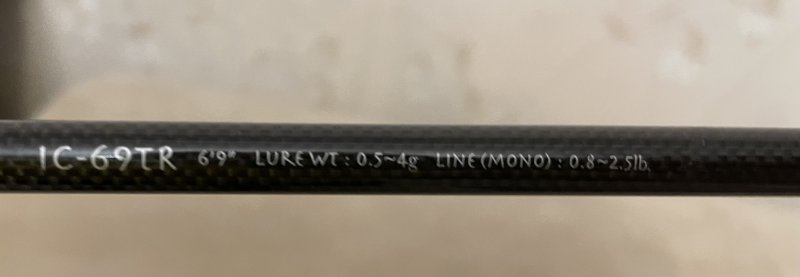 IC-69TR 6'9" LURE WT : 0.5~4g LINE (MONO) : 0.8~2.5lb.